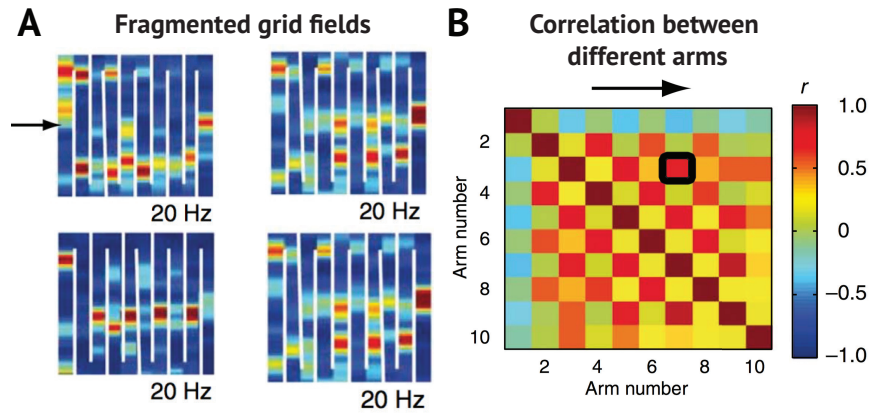 A
Fragmented grid fields
20 Hz
20 Hz
20 Hz
20 Hz
B
Correlation between
different arms
r
1.0
0.5
0
−0.5
−1.0
Arm number
2
4
6
8
10
2
4
6
8
10
Arm number